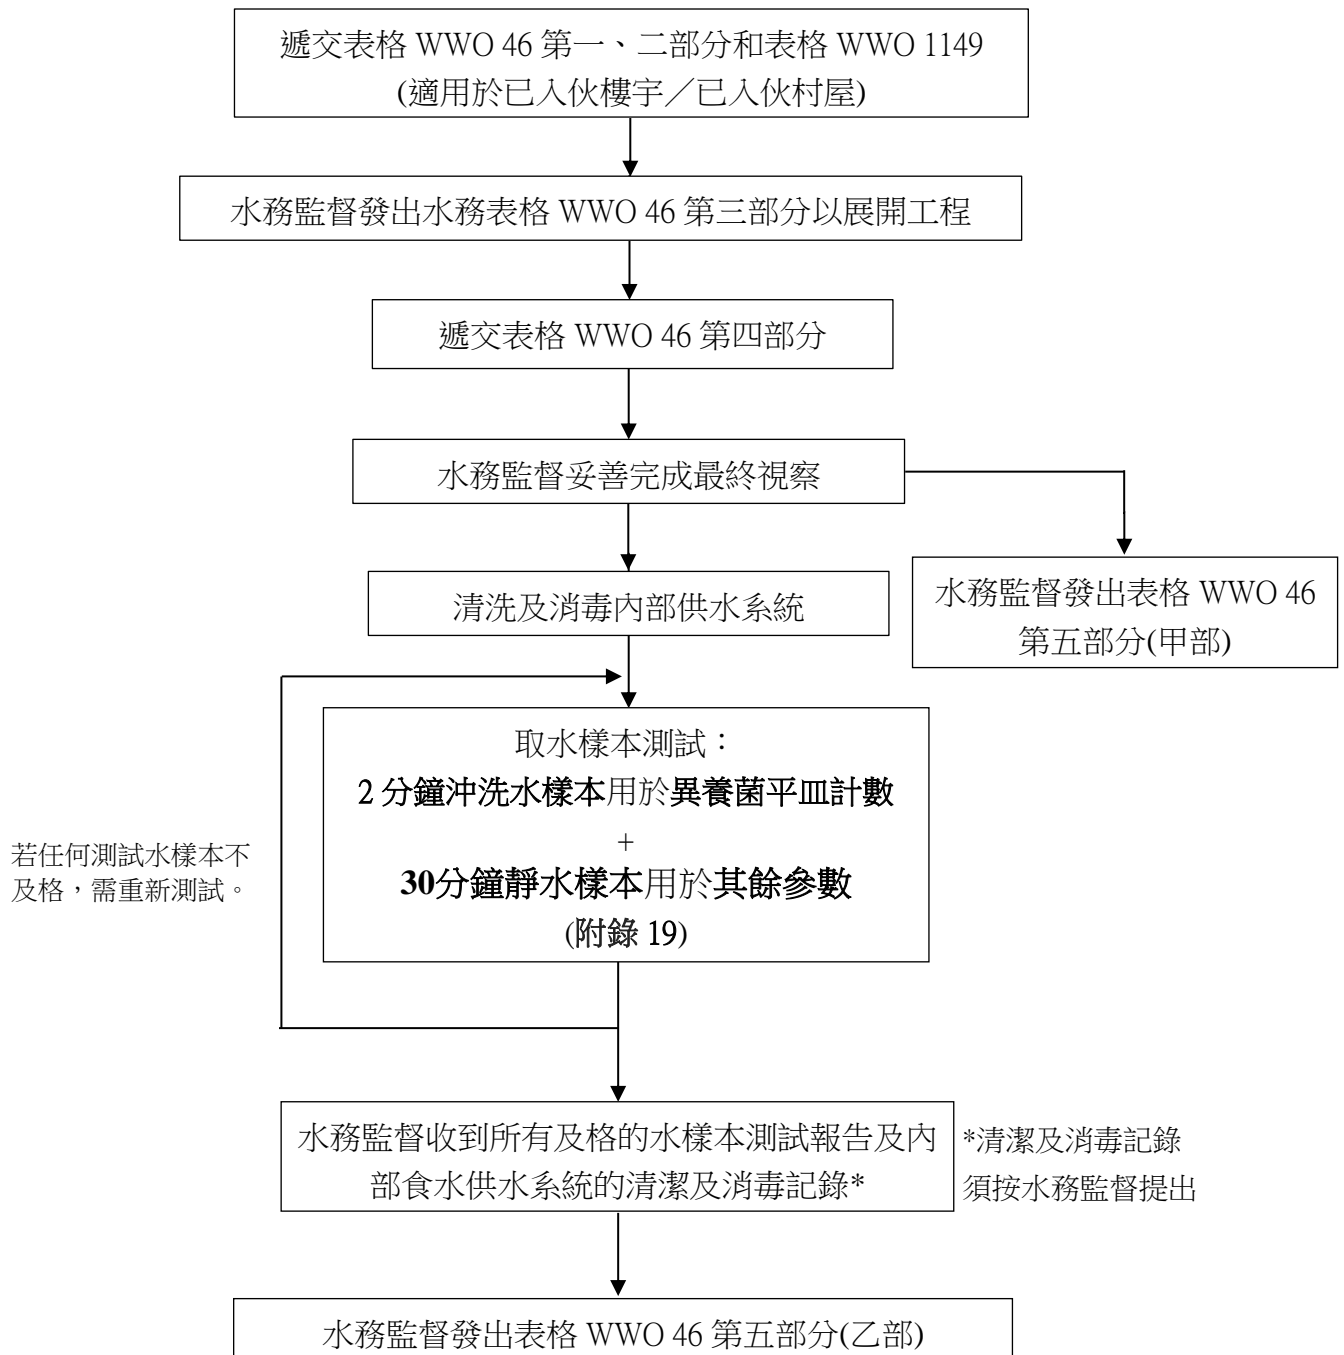 遞交表格 WWO 46 第一、二部分和表格 WWO 1149
(適用於已入伙樓宇／已入伙村屋)
水務監督發出水務表格 WWO 46 第三部分以展開工程
遞交表格 WWO 46 第四部分
水務監督妥善完成最終視察
清洗及消毒內部供水系統
水務監督發出表格 WWO 46
第五部分(甲部)
取水樣本測試：
2 分鐘沖洗水樣本用於異養菌平皿計數
+
30分鐘靜水樣本用於其餘參數
(附錄 19)
若任何測試水樣本不
及格，需重新測試。
水務監督收到所有及格的水樣本測試報告及內
部食水供水系統的清潔及消毒記錄*
*清潔及消毒記錄
須按水務監督提出
水務監督發出表格 WWO 46 第五部分(乙部)